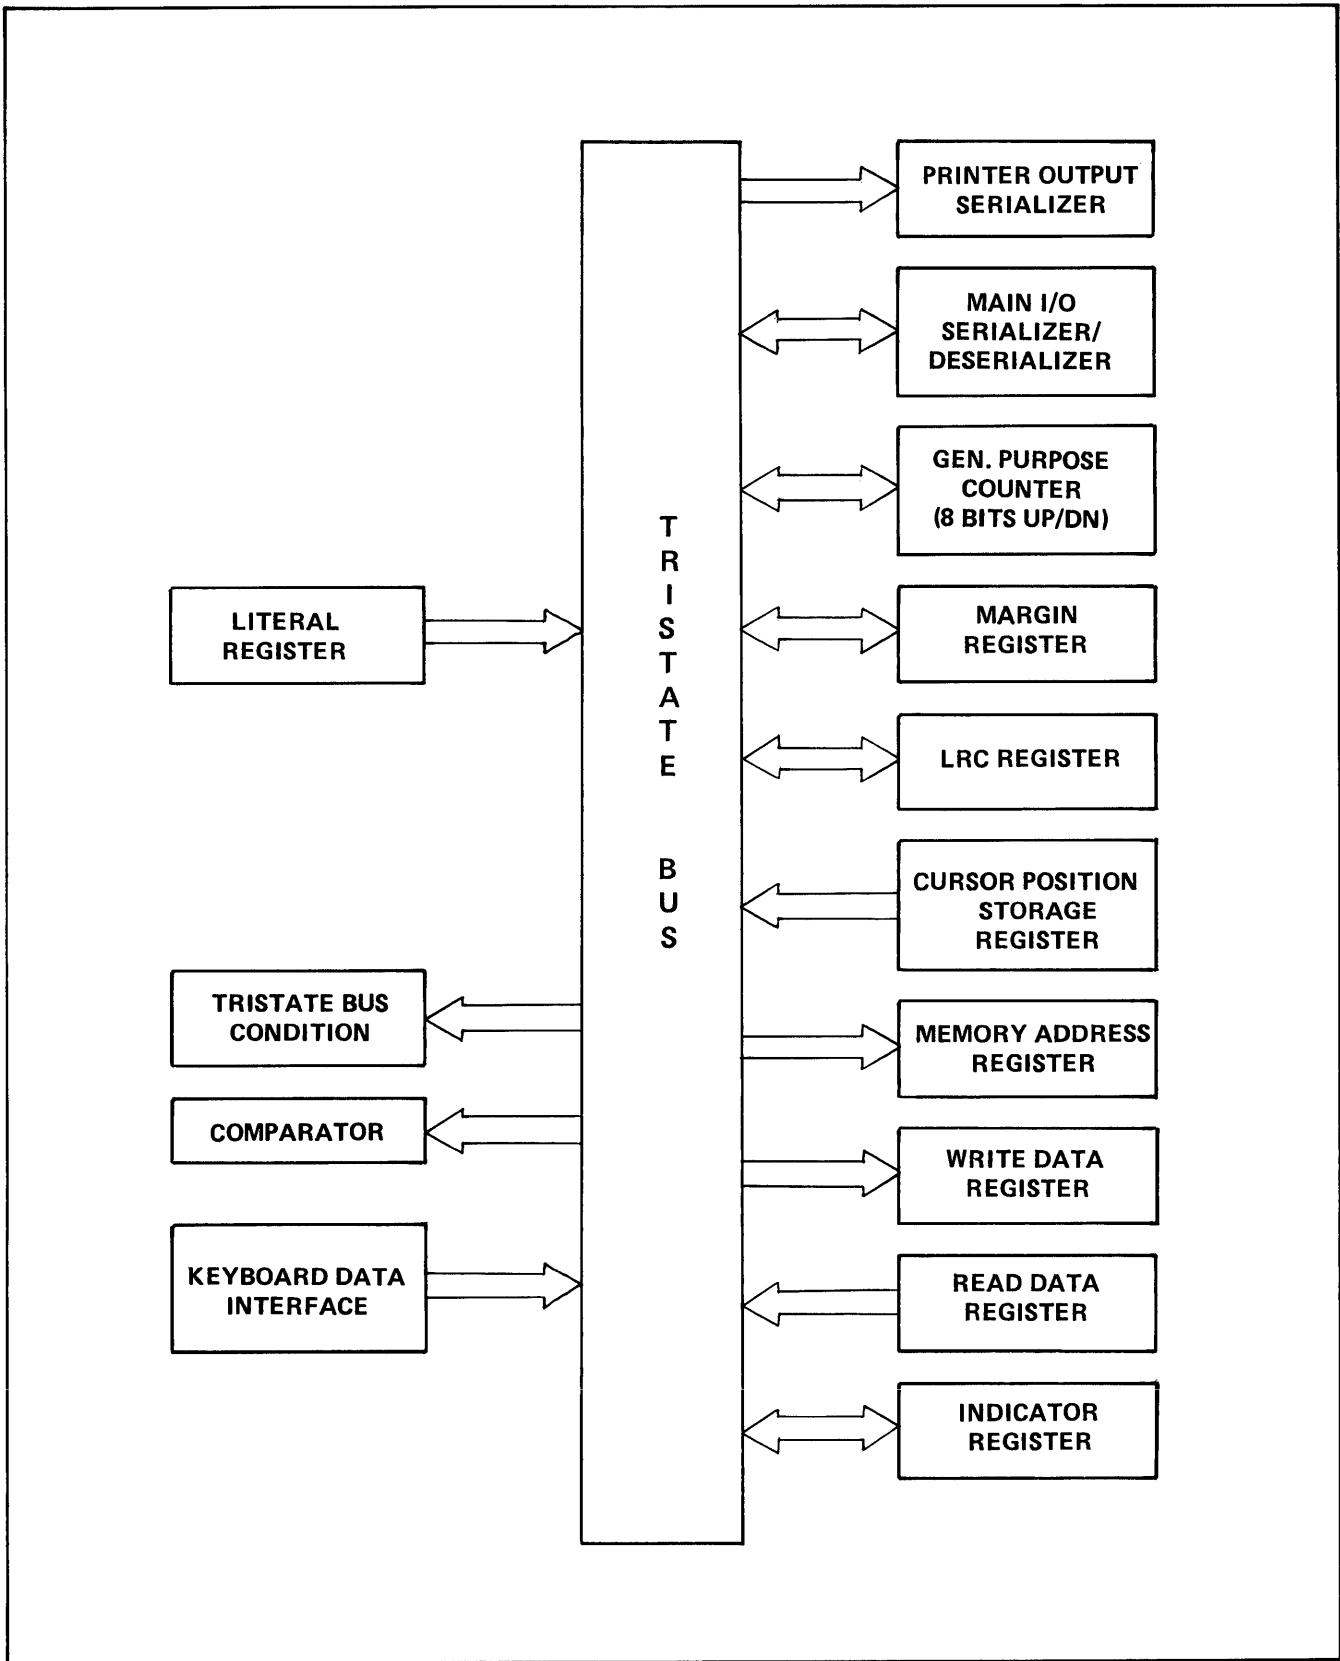 PRINTER OUTPUT
SERIALIZER
MAIN I/O
SERIALIZER/
DESERIALIZER
GEN. PURPOSE
COUNTER
(8 BITS UP/DN)
LITERAL
REGISTER
TRISTATE BUS
MARGIN
REGISTER
LRC REGISTER
CURSOR POSITION
STORAGE
REGISTER
TRISTATE BUS
CONDITION
MEMORY ADDRESS
REGISTER
COMPARATOR
WRITE DATA
REGISTER
KEYBOARD DATA
INTERFACE
READ DATA
REGISTER
INDICATOR
REGISTER